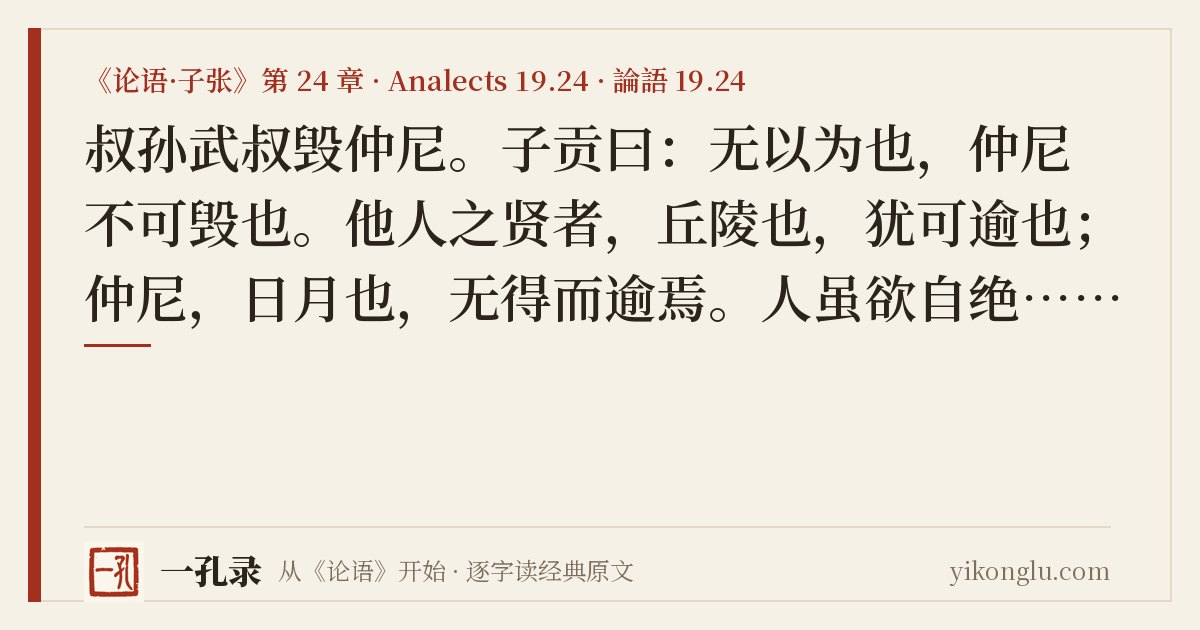 《论语·子张》第 24 章 · Analects 19.24 · 論語 19.24
叔孙武叔毁仲尼。子贡曰：无以为也，仲尼
不可毁也。他人之贤者，丘陵也，犹可逾也；
仲尼，日月也，无得而逾焉。人虽欲自绝……
一孔
一孔录 从《论语》开始 · 逐字读经典原文 yikonglu.com